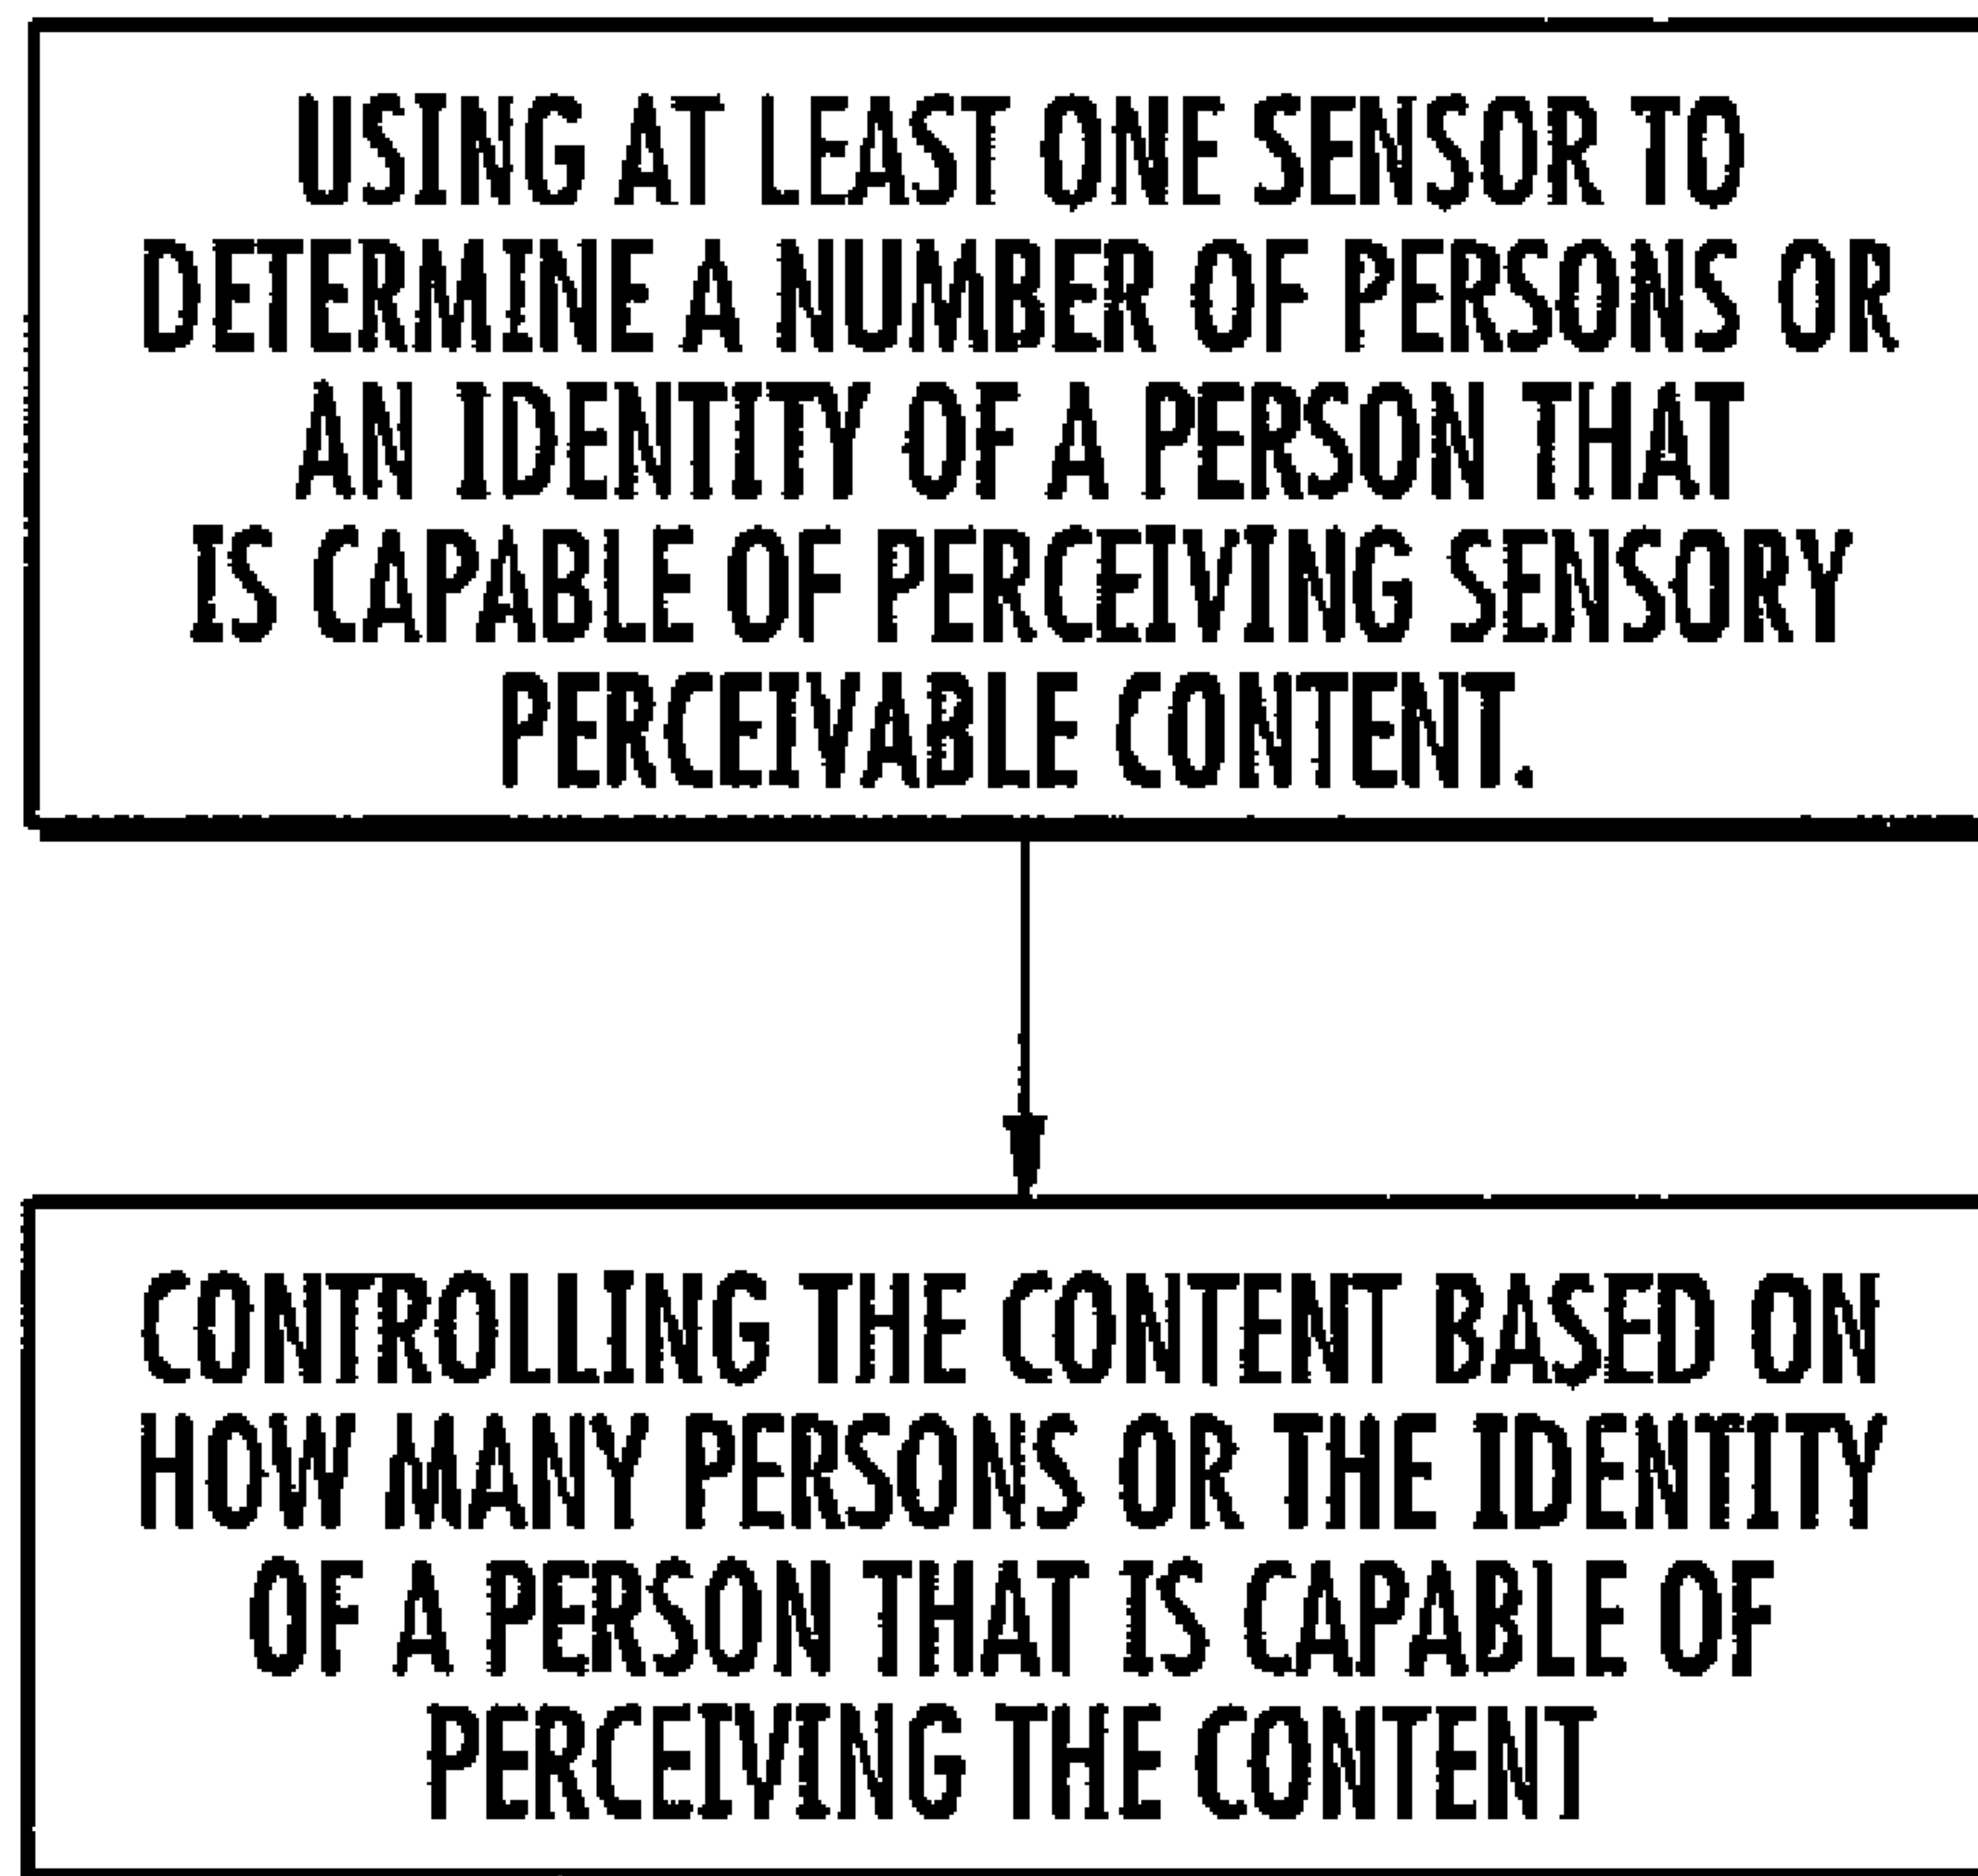 USING AT LEAST ONE SENSOR TO
DETERMINE A NUMBER OF PERSONS OR
AN IDENTITY OF A PERSON THAT
IS CAPABLE OF PERCEIVING SENSORY
PERCEIVABLE CONTENT.
CONTROLLING THE CONTENT BASED ON
HOW MANY PERSONS OR THE IDENTITY
OF A PERSON THAT IS CAPABLE OF
PERCEIVING THE CONTENT